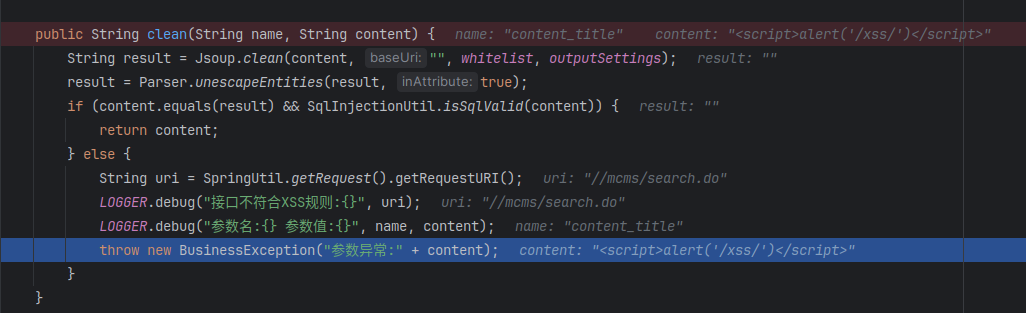 public String clean(String name, String content) { name: "content_title" content: "<script>alert('/xss/')</script>"
String result = Jsoup.clean(content, baseUri: "", whitelist, outputSettings); result: ""
result = Parser.unescapeEntities(result, inAttribute: true);
if (content.equals(result) && SqlInjectionUtil.isSqlValid(content)) { result: ""
return content;
} else {
String uri = SpringUtil.getRequest().getRequestURI(); uri: "//mcms/search.do"
LOGGER.debug("接口不符合XSS规则:{}", uri); uri: "//mcms/search.do"
LOGGER.debug("参数名:{} 参数值:{}", name, content); name: "content_title"
throw new BusinessException("参数异常:" + content); content: "<script>alert('/xss/')</script>"
}
}